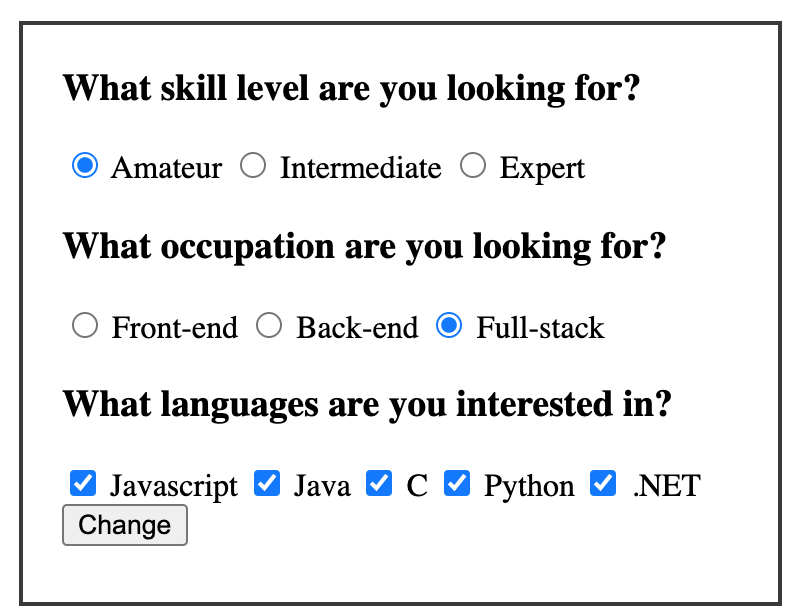 What skill level are you looking for?
Amateur Intermediate Expert
What occupation are you looking for?
Front-end Back-end Full-stack
What languages are you interested in?
Javascript Java C Python .NET
Change